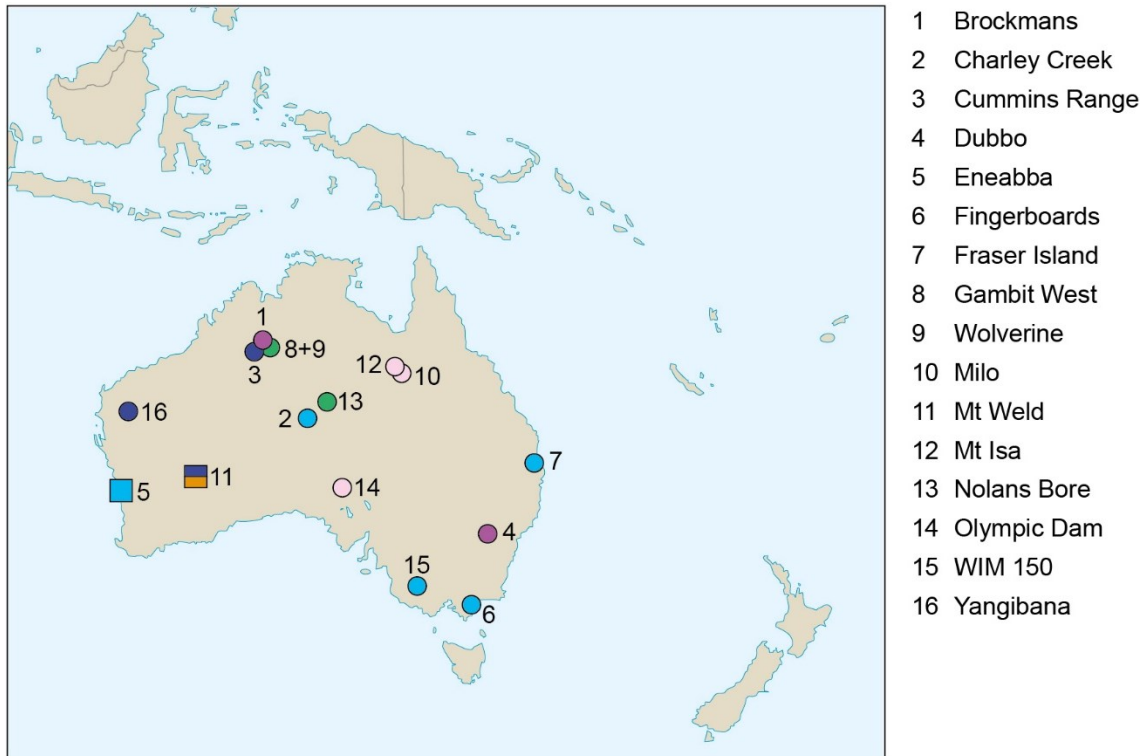 1
8+9
3
12
10
16
13
2
5
11
7
14
4
15
6
1 Brockmans
2 Charley Creek
3 Cummins Range
4 Dubbo
5 Eneabba
6 Fingerboards
7 Fraser Island
8 Gambit West
9 Wolverine
10 Milo
11 Mt Weld
12 Mt Isa
13 Nolans Bore
14 Olympic Dam
15 WIM 150
16 Yangibana